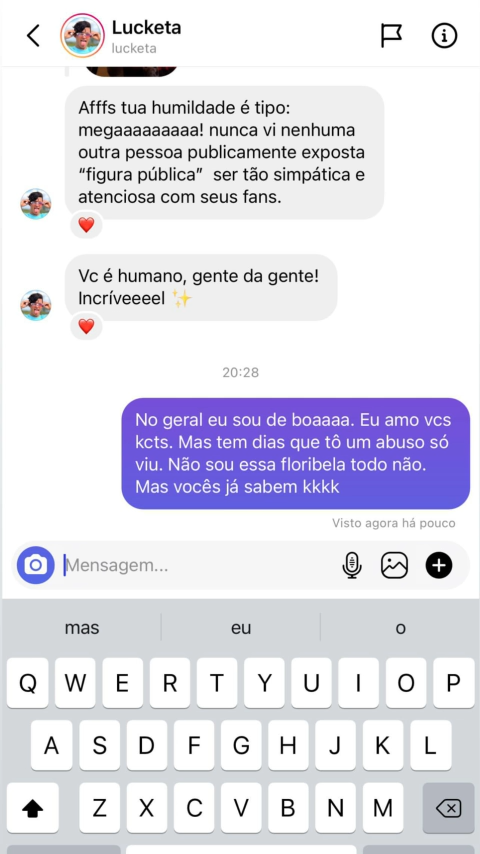 Lucketa
lucketa
Afffs tua humildade é tipo:
megaaaaaaaaa! nunca vi nenhuma
outra pessoa publicamente exposta
“figura pública” ser tão simpática e
atenciosa com seus fans.
Vc é humano, gente da gente!
Incríveeeel ✨
20:28
No geral eu sou de boaaaa. Eu amo vcs
kcts. Mas tem dias que tô um abuso só
viu. Não sou essa floribela todo não.
Mas vocês já sabem kkkk
Visto agora há pouco
Mensagem...
mas eu o
Q W E R T Y U I O P
A S D F G H J K L
Z X C V B N M